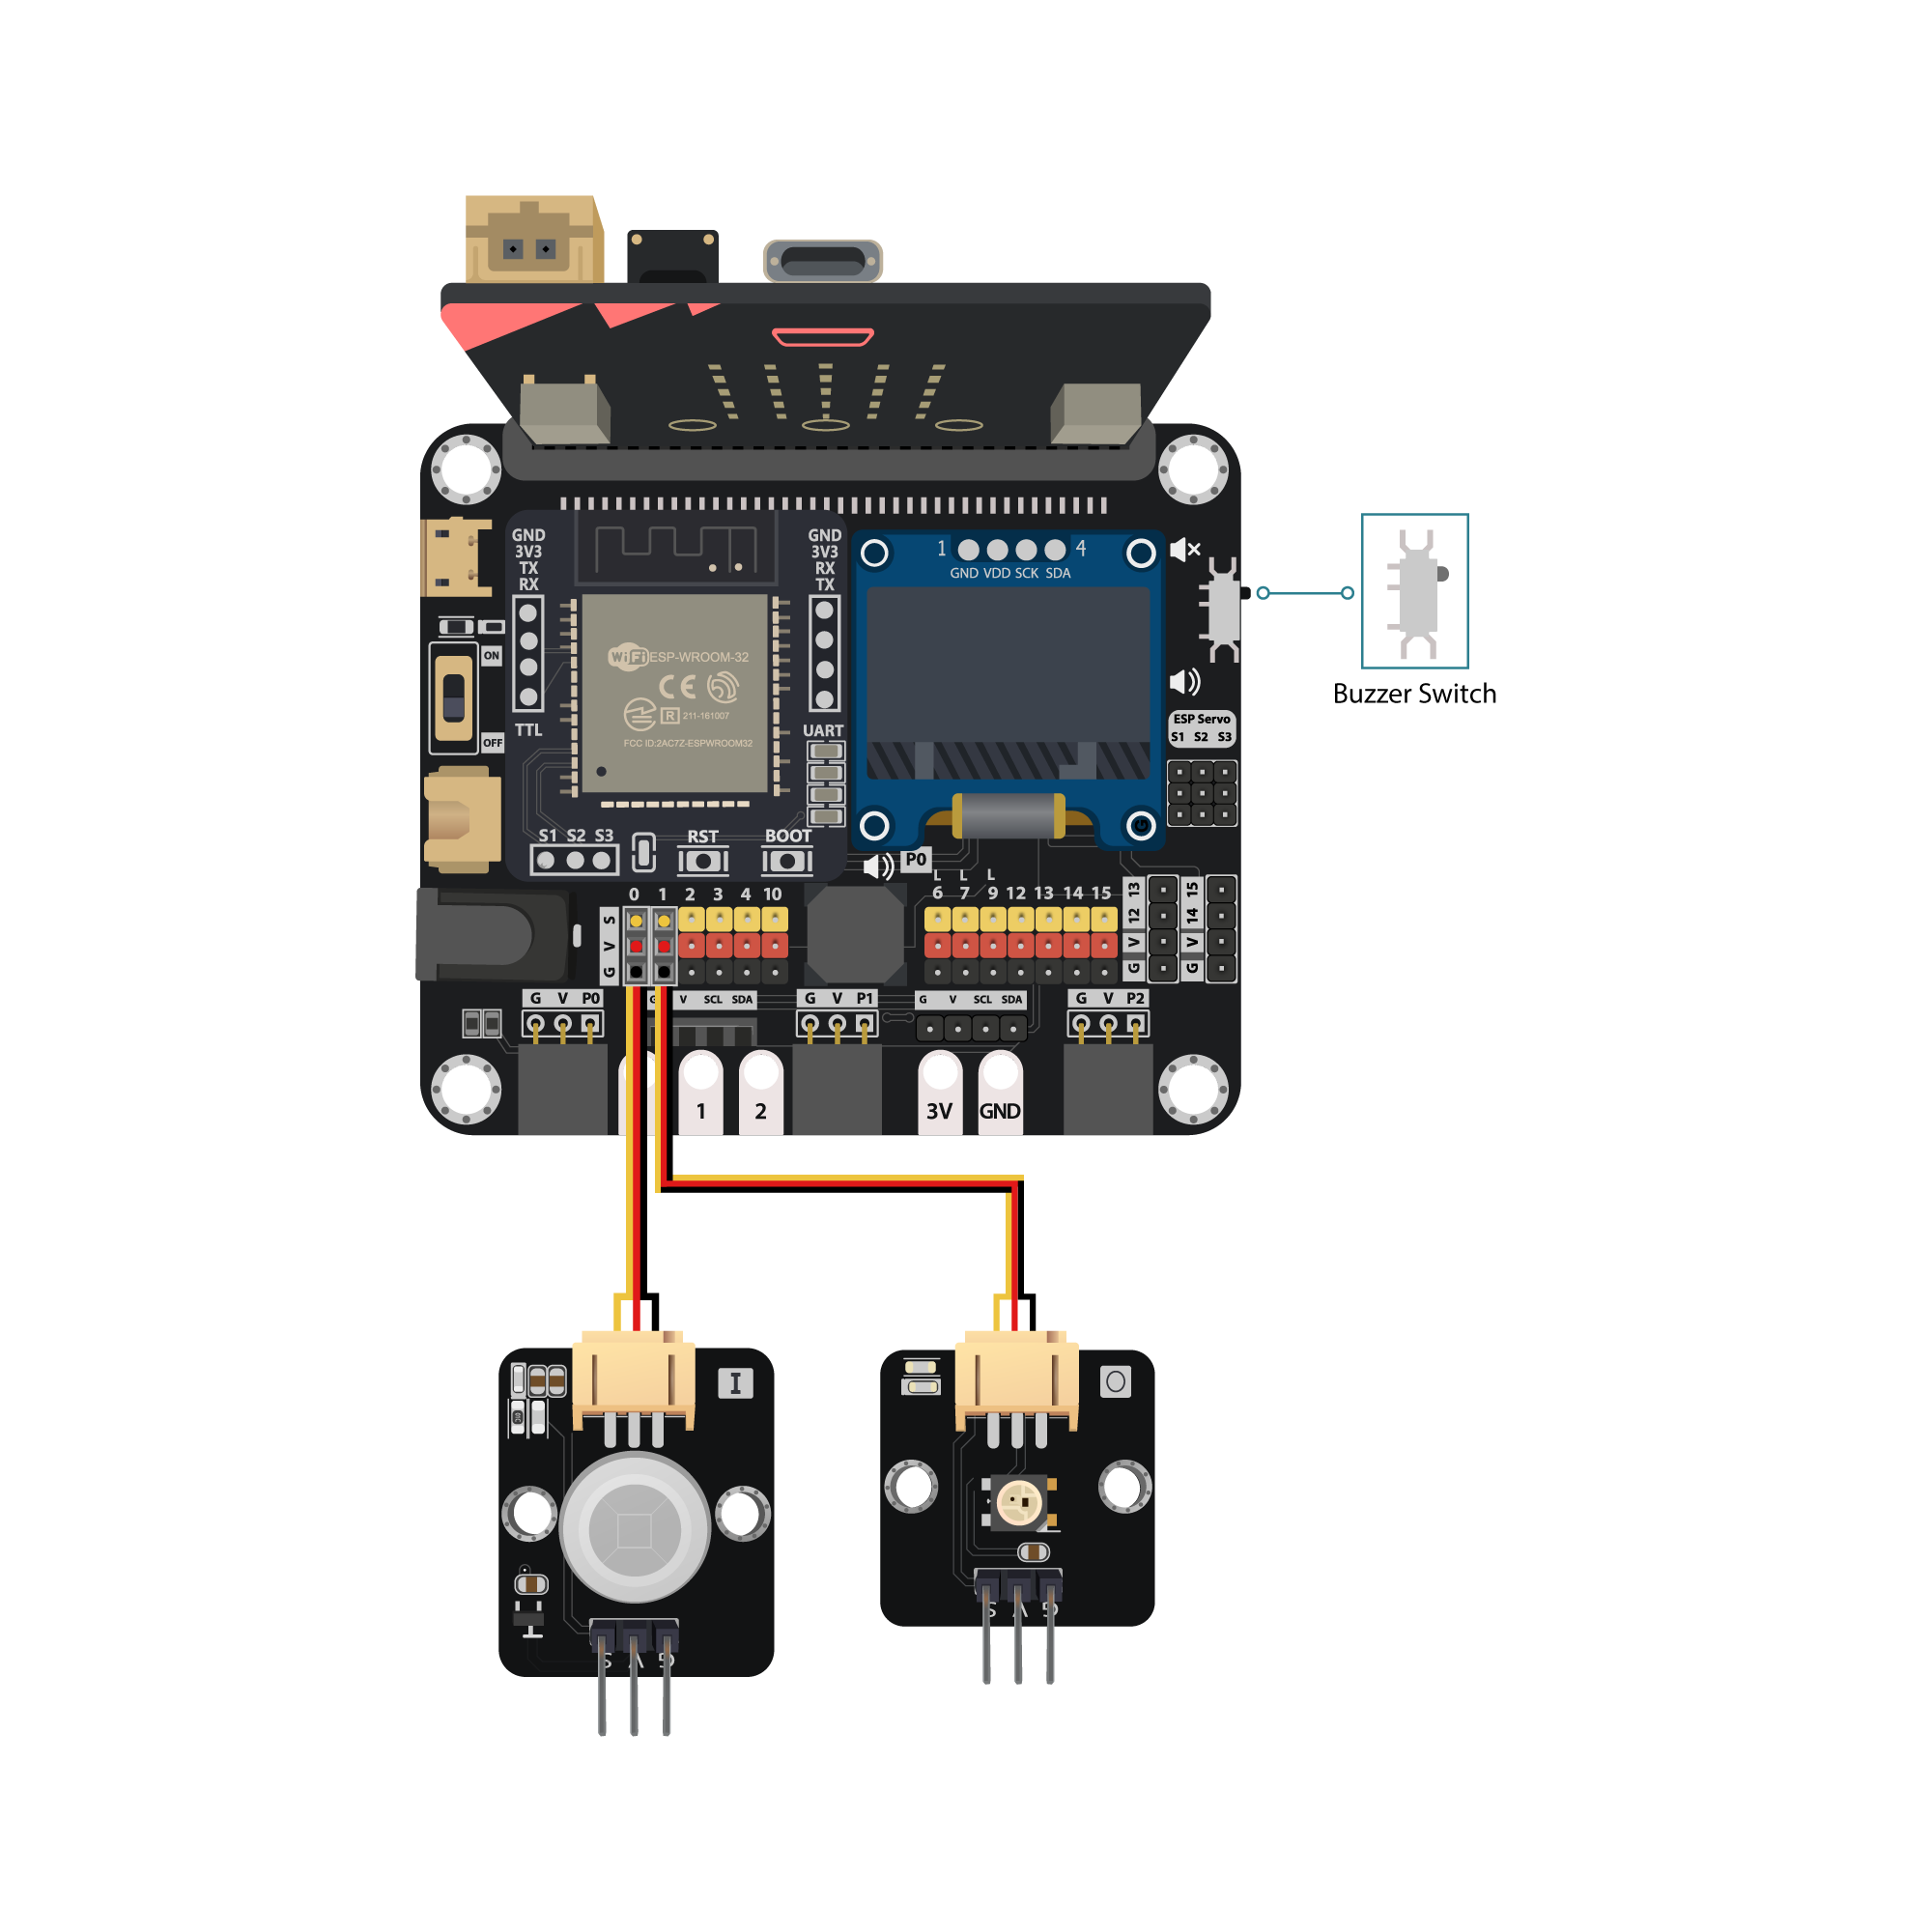 GND
3V3
TX
RX
TTL
ON
OFF
WiFi ESP-WROOM-32
CE
R 211-161007
FCC ID:2AC7Z-ESPWROOM32
GND
3V3
RX
TX
UART
S1 S2 S3
RST
BOOT
1 4
GND VDD SCK SDA
Buzzer Switch
ESP Servo
S1 S2 S3
P0
L L L
0 1 2 3 4 10
6 7 9 12 13 14 15
S
V
G
13
12
V
G
15
14
V
G
G V P0
G V SCL SDA
G V P1
G V SCL SDA
G V P2
1
2
3V
GND
I
O
S V G
S V G